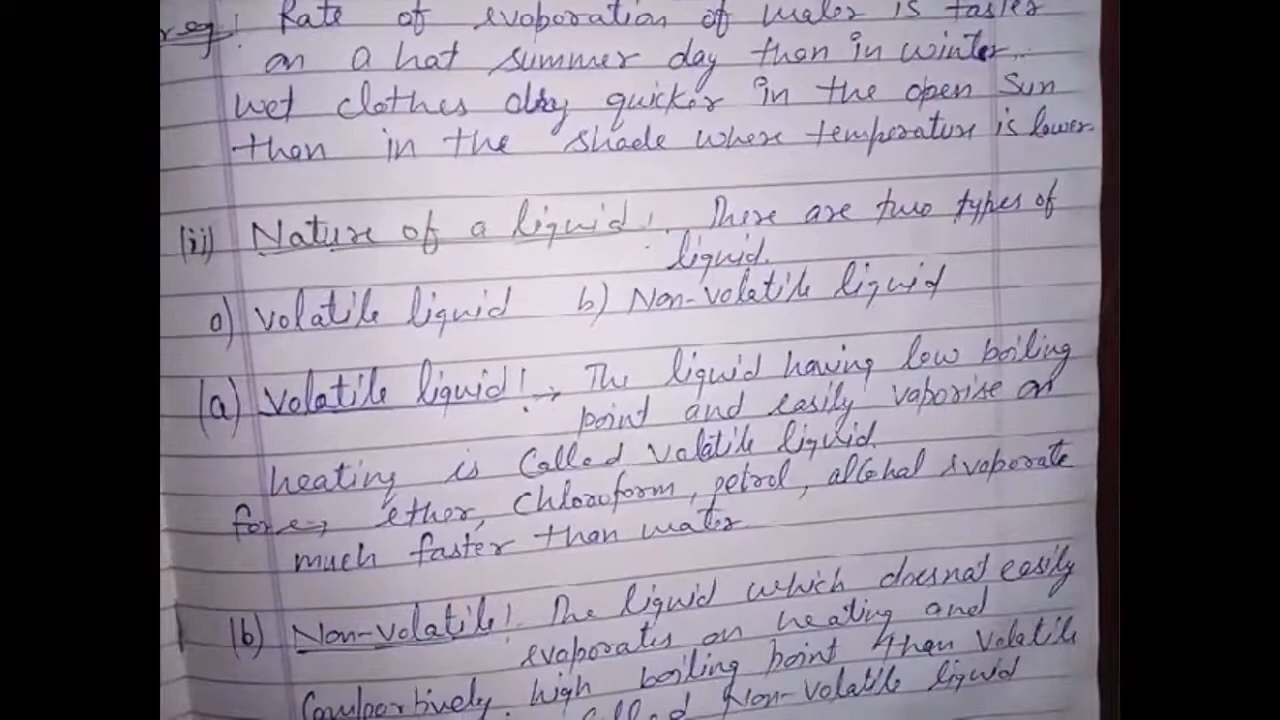 for eg! Rate of evaporation of water is faster
on a hot summer day than in winter.
Wet clothes dry quicker in the open Sun
than in the shade where temperature is lower.
(ii) Nature of a liquid! There are two types of
liquid.
a) Volatile liquid b) Non-volatile liquid
(a) Volatile liquid! → The liquid having low boiling
point and easily vaporise on
heating is Called Volatile liquid.
for e→ ether, Chloroform, petrol, alcohal evaporate
much faster than water
(b) Non-volatile! The liquid which doesnot easily
evaporates on heating and
Comparitively high boiling point than Volatile
Called Non-volatile liquid